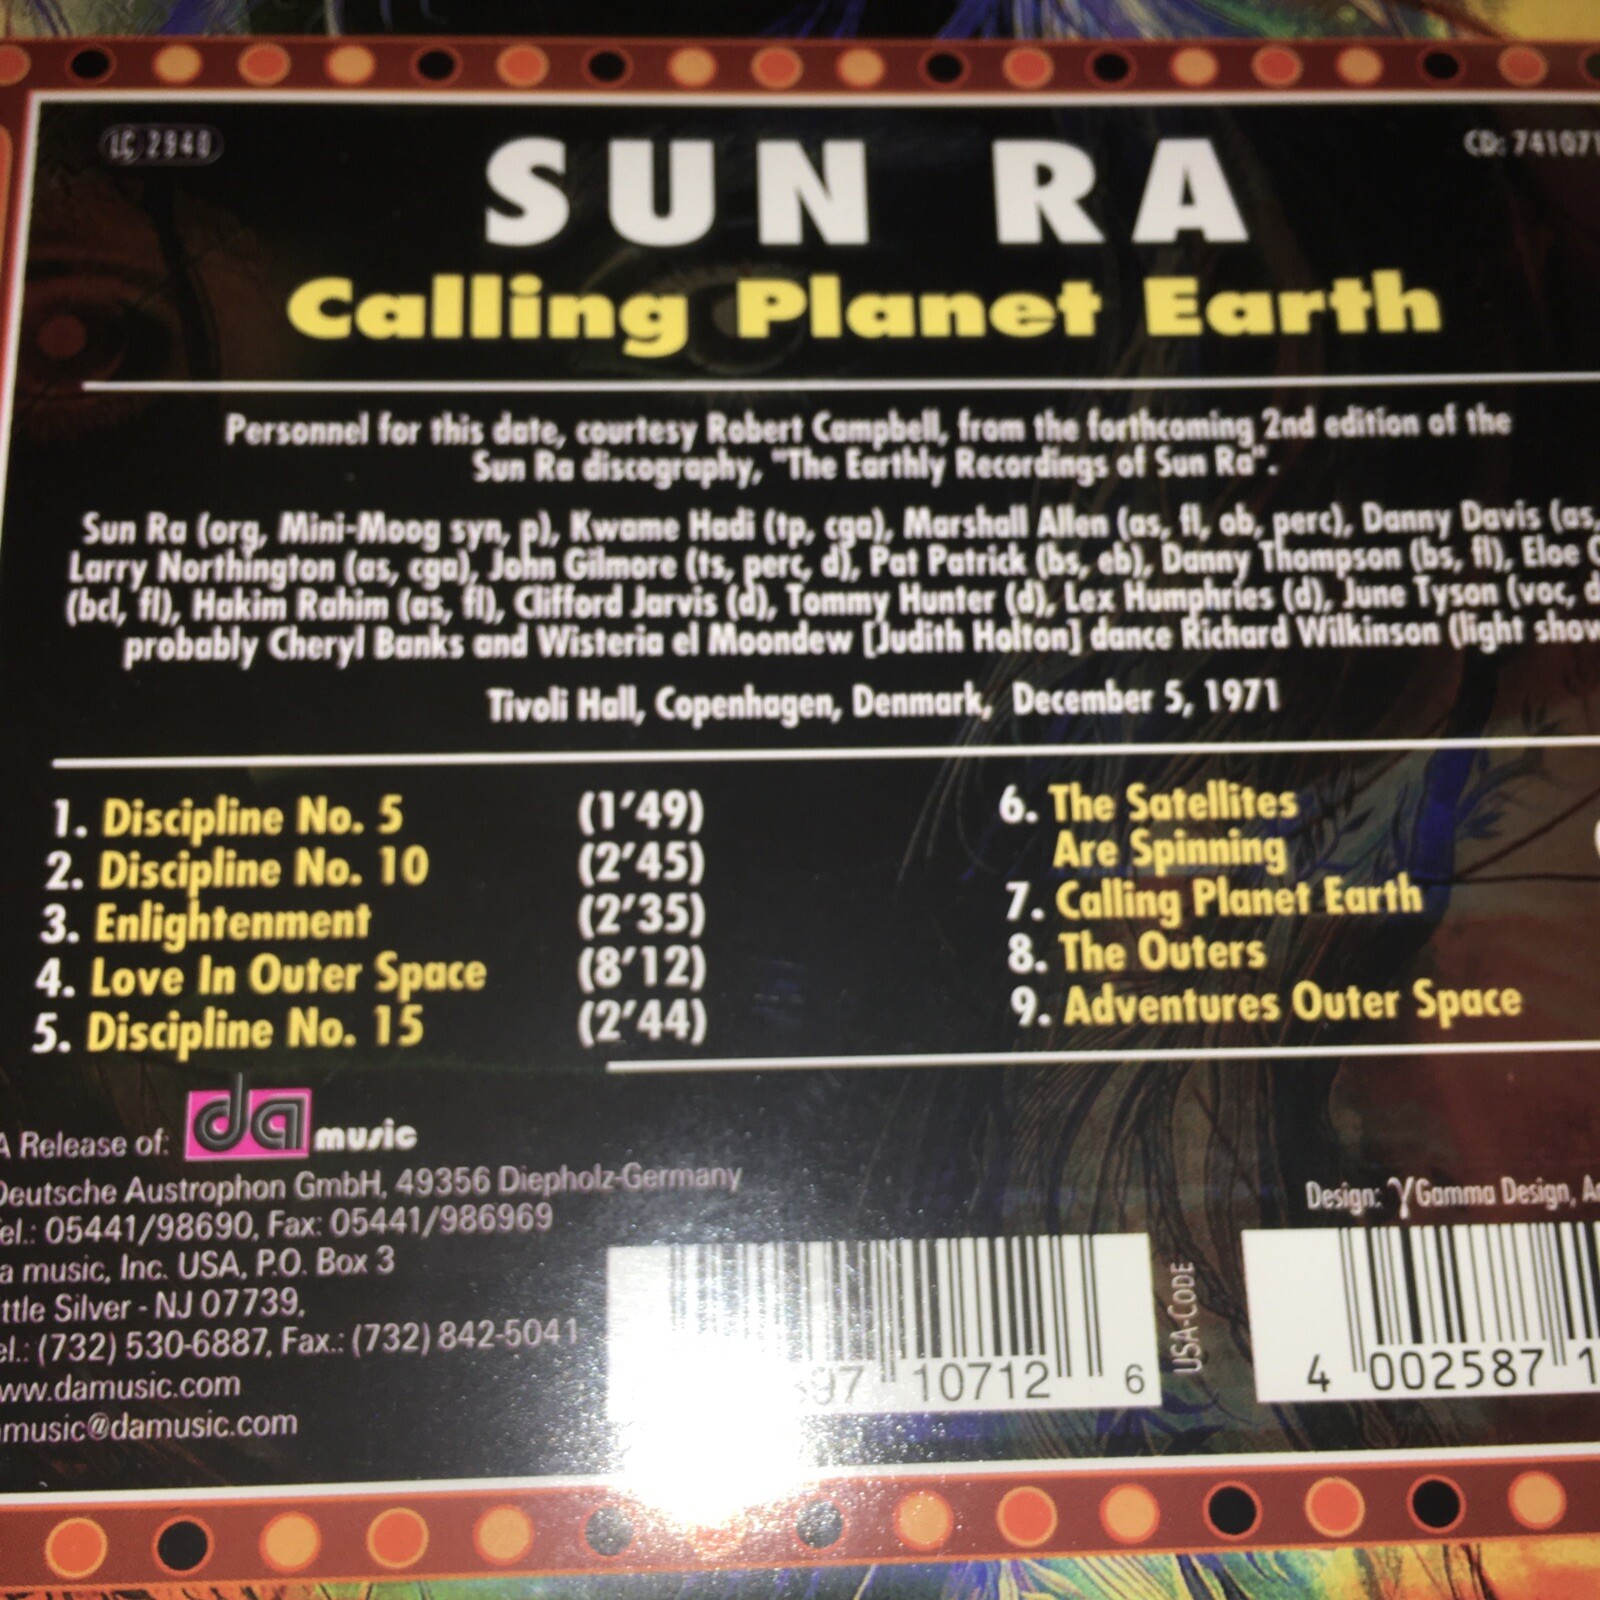 LC 2940
CD: 741071
SUN RA
Calling Planet Earth
Personnel for this date, courtesy Robert Campbell, from the forthcoming 2nd edition of the
Sun Ra discography, "The Earthly Recordings of Sun Ra".
Sun Ra (org, Mini-Moog syn, p), Kwame Hadi (tp, cga), Marshall Allen (as, fl, ob, perc), Danny Davis (as,
Larry Northington (as, cga), John Gilmore (ts, perc, d), Pat Patrick (bs, eb), Danny Thompson (bs, fl), Eloe
(bcl, fl), Hakim Rahim (as, fl), Clifford Jarvis (d), Tommy Hunter (d), Lex Humphries (d), June Tyson (voc, d
probably Cheryl Banks and Wisteria el Moondew [Judith Holton] dance Richard Wilkinson (light show
Tivoli Hall, Copenhagen, Denmark, December 5, 1971
1. Discipline No. 5 (1'49)
2. Discipline No. 10 (2'45)
3. Enlightenment (2'35)
4. Love In Outer Space (8'12)
5. Discipline No. 15 (2'44)
6. The Satellites
Are Spinning
7. Calling Planet Earth
8. The Outers
9. Adventures Outer Space
A Release of: da music
Deutsche Austrophon GmbH, 49356 Diepholz-Germany
el.: 05441/98690, Fax: 05441/986969
a music, Inc. USA, P.O. Box 3
ttle Silver - NJ 07739,
el.: (732) 530-6887, Fax.: (732) 842-5041
ww.damusic.com
music@damusic.com
Design: γGamma Design,
97 10712 6
USA-CODE
4 002587 1